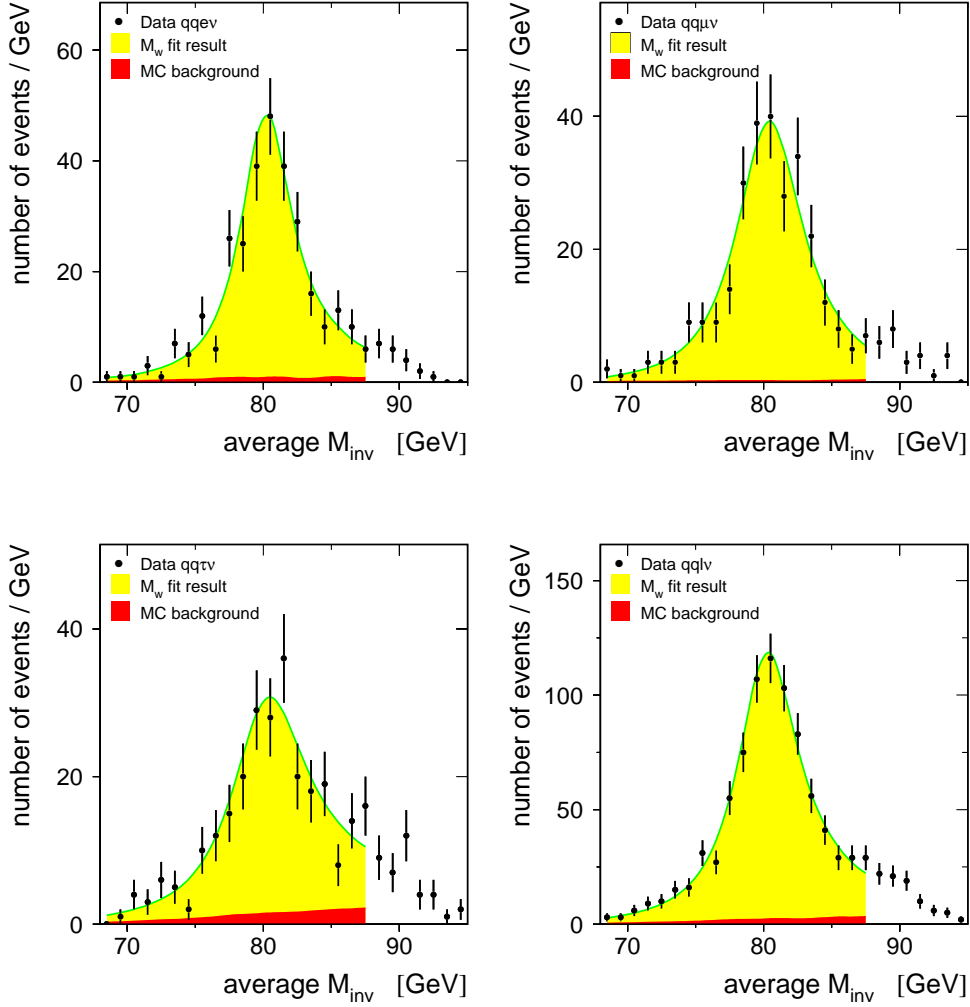 number of events / GeV
Data qqeν
M_w fit result
MC background
60
40
20
0
70
80
90
average M_inv [GeV]
number of events / GeV
Data qqμν
M_w fit result
MC background
40
20
0
70
80
90
average M_inv [GeV]
number of events / GeV
Data qqτν
M_w fit result
MC background
40
20
0
70
80
90
average M_inv [GeV]
number of events / GeV
Data qqlν
M_w fit result
MC background
150
100
50
0
70
80
90
average M_inv [GeV]